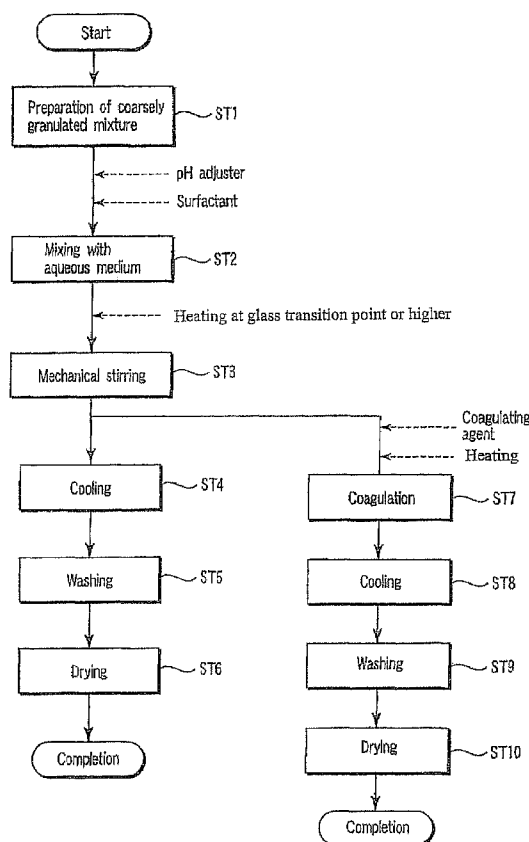 Start
Preparation of coarsely
granulated mixture
ST1
pH adjuster
Surfactant
Mixing with
aqueous medium
ST2
Heating at glass transition point or higher
Mechanical stirring
ST3
Coagulating
agent
Heating
Cooling
ST4
Coagulation
ST7
Washing
ST5
Cooling
ST8
Drying
ST6
Washing
ST9
Completion
Drying
ST10
Completion